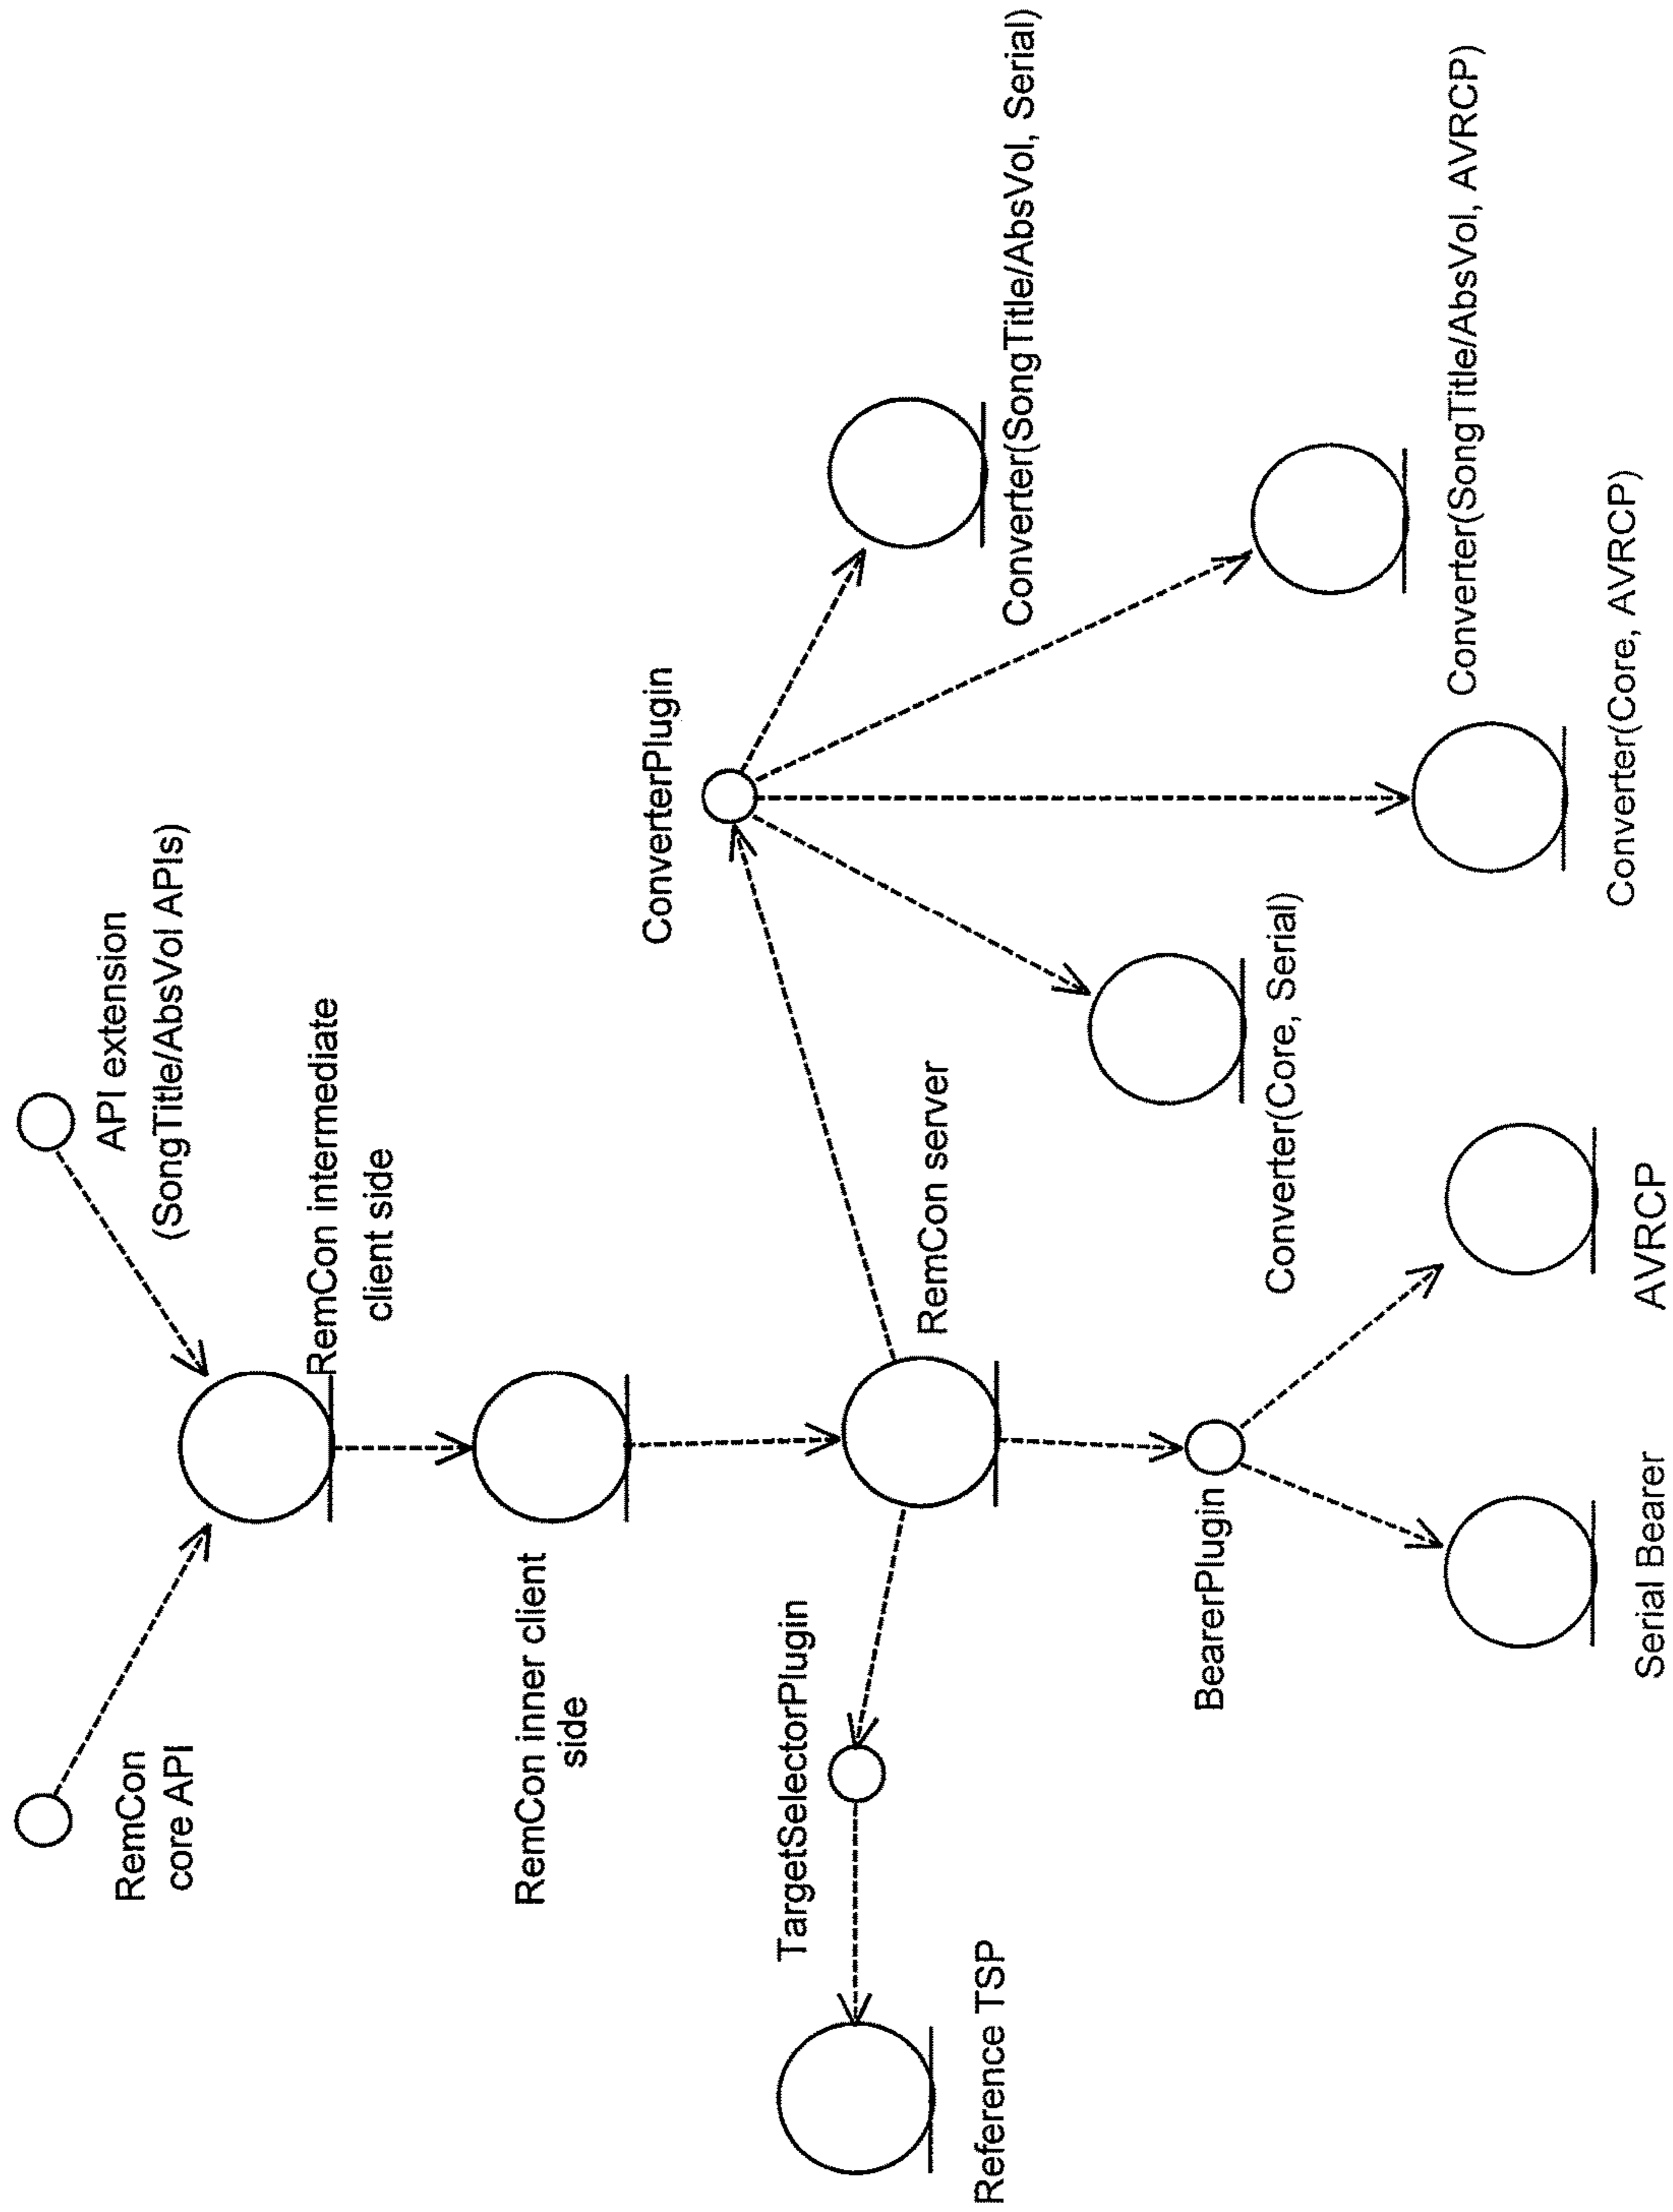 RemCon
core API
API extension
(SongTitle/AbsVol APIs)
RemCon intermediate
client side
RemCon inner client
side
ConverterPlugin
TargetSelectorPlugin
RemCon server
Reference TSP
Converter(SongTitle/AbsVol, Serial)
BearerPlugin
Converter(Core, Serial)
Converter(SongTitle/AbsVol, AVRCP)
Converter(Core, AVRCP)
Serial Bearer
AVRCP